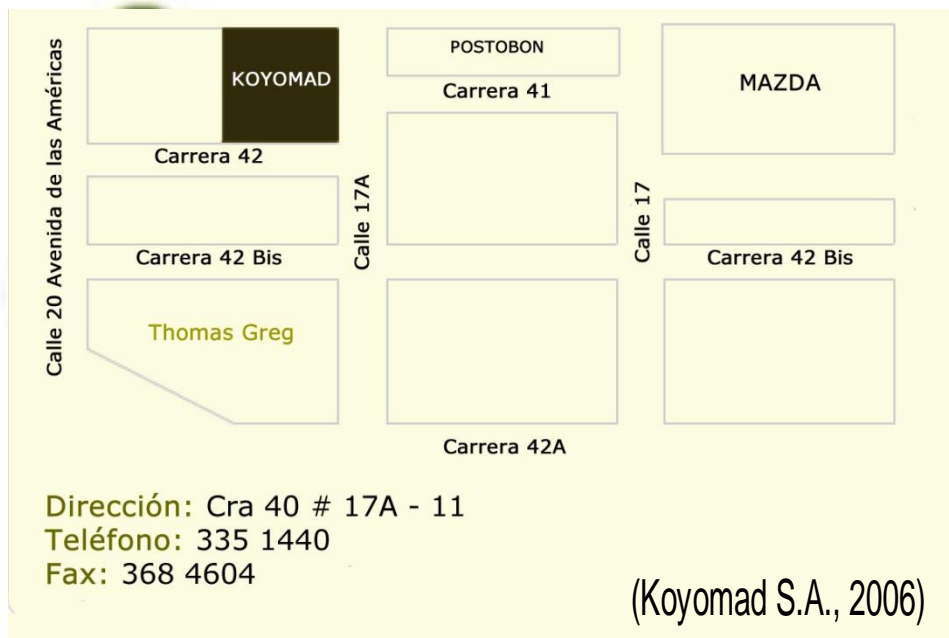 Calle 20 Avenida de las Américas
KOYOMAD
POSTOBON
MAZDA
Carrera 41
Carrera 42
Calle 17A
Calle 17
Carrera 42 Bis
Carrera 42 Bis
Thomas Greg
Carrera 42A
Dirección: Cra 40 # 17A - 11
Teléfono: 335 1440
Fax: 368 4604
(Koyomad S.A., 2006)